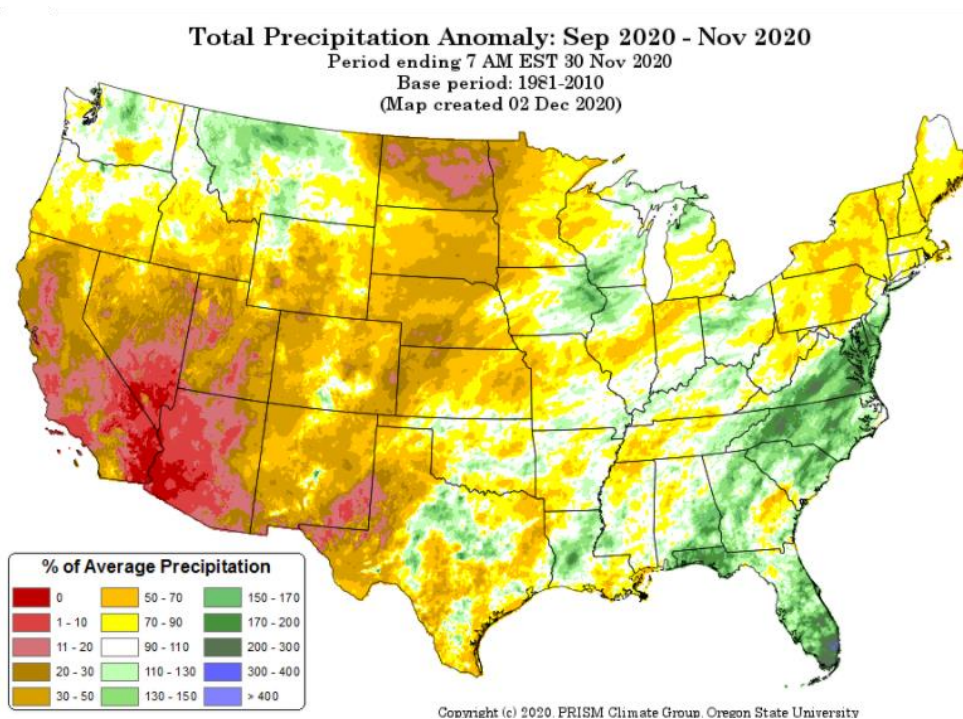 Total Precipitation Anomaly: Sep 2020 - Nov 2020
Period ending 7 AM EST 30 Nov 2020
Base period: 1981-2010
(Map created 02 Dec 2020)
% of Average Precipitation
0
50 - 70
150 - 170
1 - 10
70 - 90
170 - 200
11 - 20
90 - 110
200 - 300
20 - 30
110 - 130
300 - 400
30 - 50
130 - 150
> 400
Copyright (c) 2020, PRISM Climate Group, Oregon State University